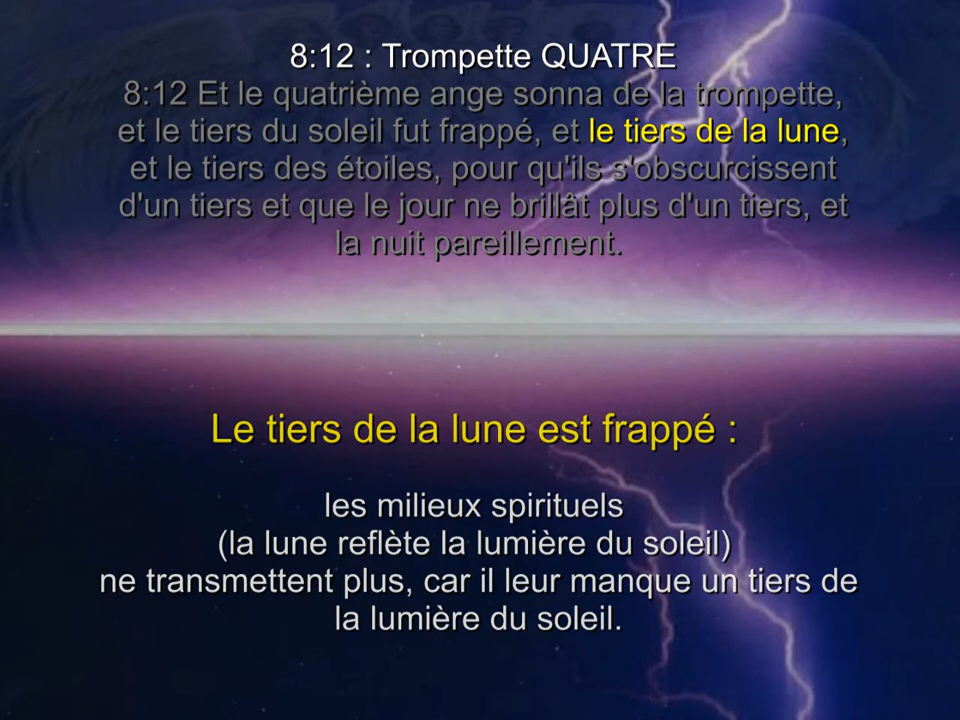 8:12 : Trompette QUATRE
8:12 Et le quatrième ange sonna de la trompette,
et le tiers du soleil fut frappé, et le tiers de la lune,
et le tiers des étoiles, pour qu'ils s'obscurcissent
d'un tiers et que le jour ne brillât plus d'un tiers, et
la nuit pareillement.
Le tiers de la lune est frappé :
les milieux spirituels
(la lune reflète la lumière du soleil)
ne transmettent plus, car il leur manque un tiers de
la lumière du soleil.